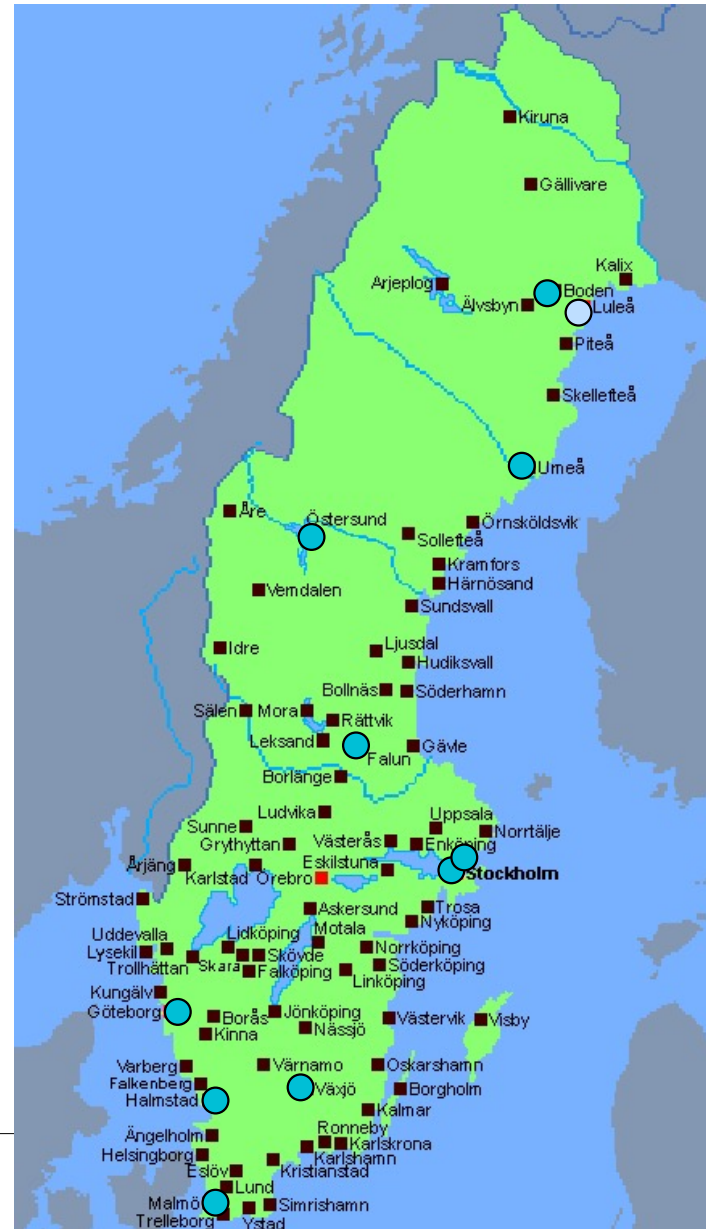 Kiruna
Gällivare
Kalix
Arjeplog
Boden
Älvsbyn
Luleå
Piteå
Skellefteå
Umeå
Åre
Östersund
Örnsköldsvik
Sollefteå
Kramfors
Härnösand
Vemdalen
Sundsvall
Idre
Ljusdal
Hudiksvall
Bollnäs
Söderhamn
Sälen
Mora
Rättvik
Leksand
Falun
Gävle
Borlänge
Ludvika
Uppsala
Sunne
Norrtälje
Grythyttan
Västerås
Enköping
Årjäng
Karlstad
Örebro
Eskilstuna
Stockholm
Strömstad
Askersund
Trosa
Nyköping
Uddevalla
Lidköping
Motala
Lysekil
Trollhättan
Skara
Skövde
Norrköping
Falköping
Söderköping
Linköping
Kungälv
Göteborg
Borås
Jönköping
Västervik
Visby
Kinna
Nässjö
Varberg
Värnamo
Oskarshamn
Falkenberg
Halmstad
Växjö
Borgholm
Kalmar
Ängelholm
Ronneby
Karlskrona
Helsingborg
Karlshamn
Eslöv
Kristianstad
Lund
Malmö
Simrishamn
Trelleborg
Ystad